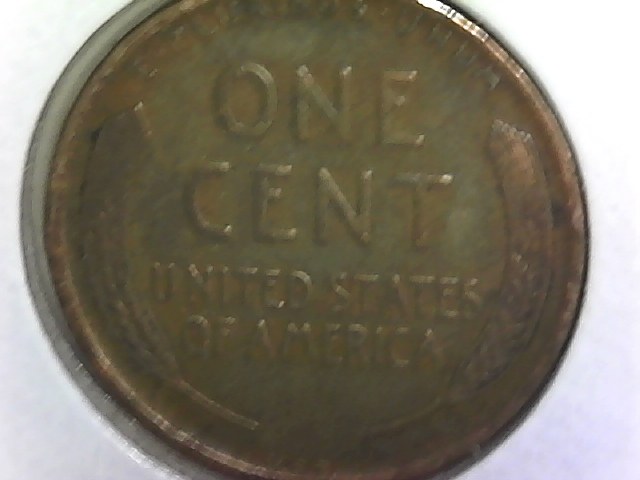 ONE
CENT
UNITED STATES
OF AMERICA